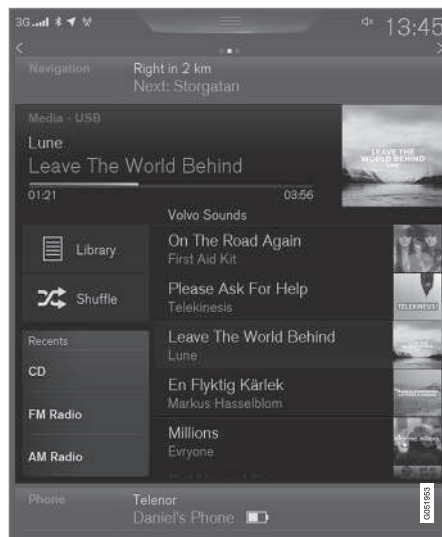 3G
13:45
Navigation
Right in 2 km
Next: Storgatan
Media - USB
Lune
Leave The World Behind
01:21
03:56
LEAVE THE
WORLD BEHIND
Volvo Sounds
Library
Shuffle
On The Road Again
First Aid Kit
Please Ask For Help
Telekinesis
TELEKINESIS!
Leave The World Behind
Lune
En Flyktig Kärlek
Markus Hasselblom
Millions
Evryone
Recents
CD
FM Radio
AM Radio
Phone
Telenor
Daniel's Phone
G051953